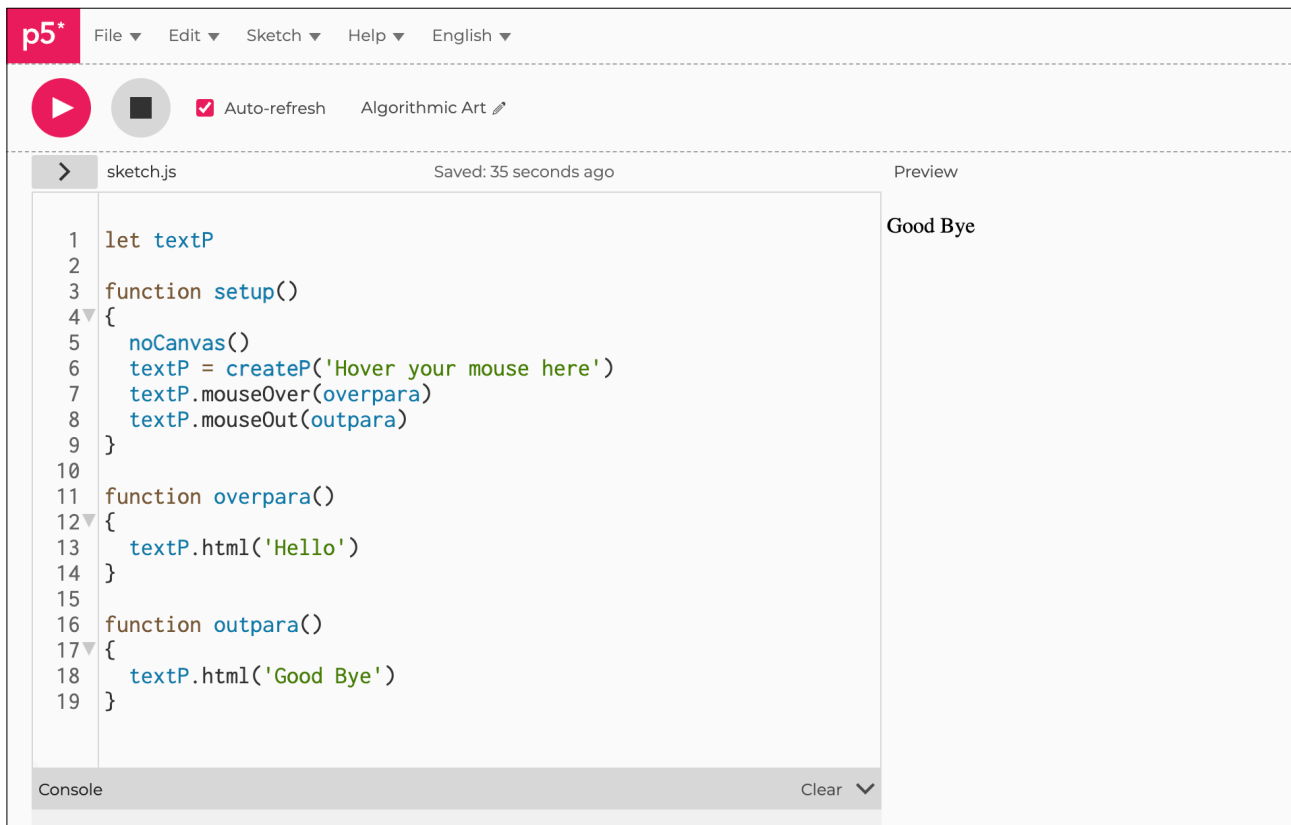 p5* File Edit Sketch Help English
Auto-refresh Algorithmic Art
sketch.js Saved: 35 seconds ago Preview
Good Bye
1 let textP
2
3 function setup()
4 {
5 noCanvas()
6 textP = createP('Hover your mouse here')
7 textP.mouseOver(overpara)
8 textP.mouseOut(outpara)
9 }
10
11 function overpara()
12 {
13 textP.html('Hello')
14 }
15
16 function outpara()
17 {
18 textP.html('Good Bye')
19 }
Console Clear